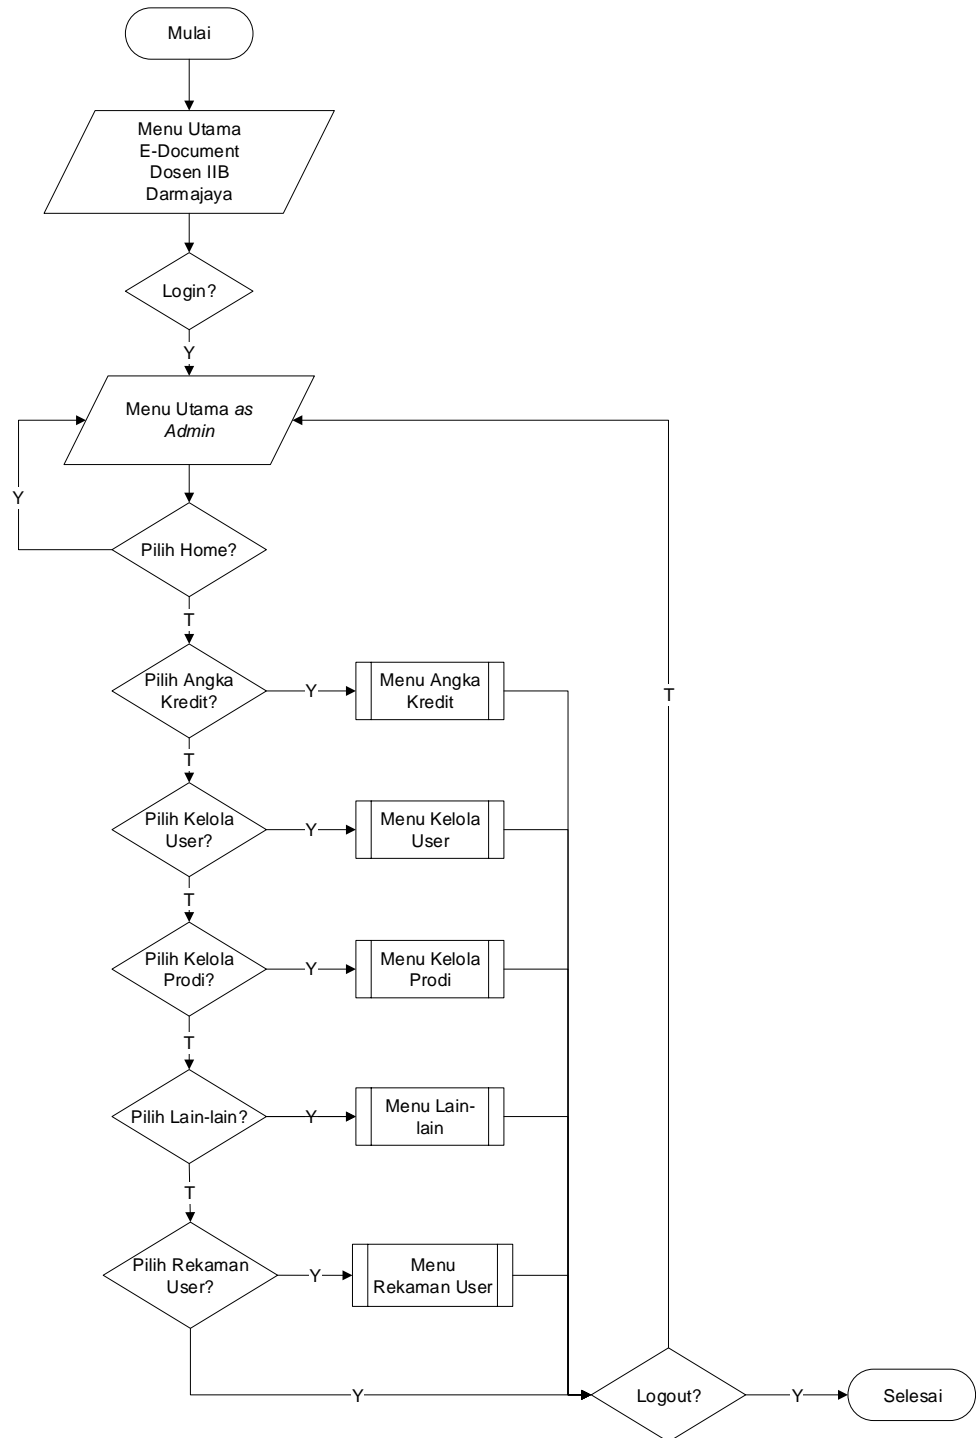 Mulai
Menu Utama
E-Document
Dosen IIB
Darmajaya
Login?
Y
Menu Utama as
Admin
Y
Pilih Home?
T
Pilih Angka
Kredit?
Y
Menu Angka
Kredit
T
T
Pilih Kelola
User?
Y
Menu Kelola
User
T
Pilih Kelola
Prodi?
Y
Menu Kelola
Prodi
T
Pilih Lain-lain?
Y
Menu Lain-
lain
T
Pilih Rekaman
User?
Y
Menu
Rekaman User
Y
Logout?
Y
Selesai